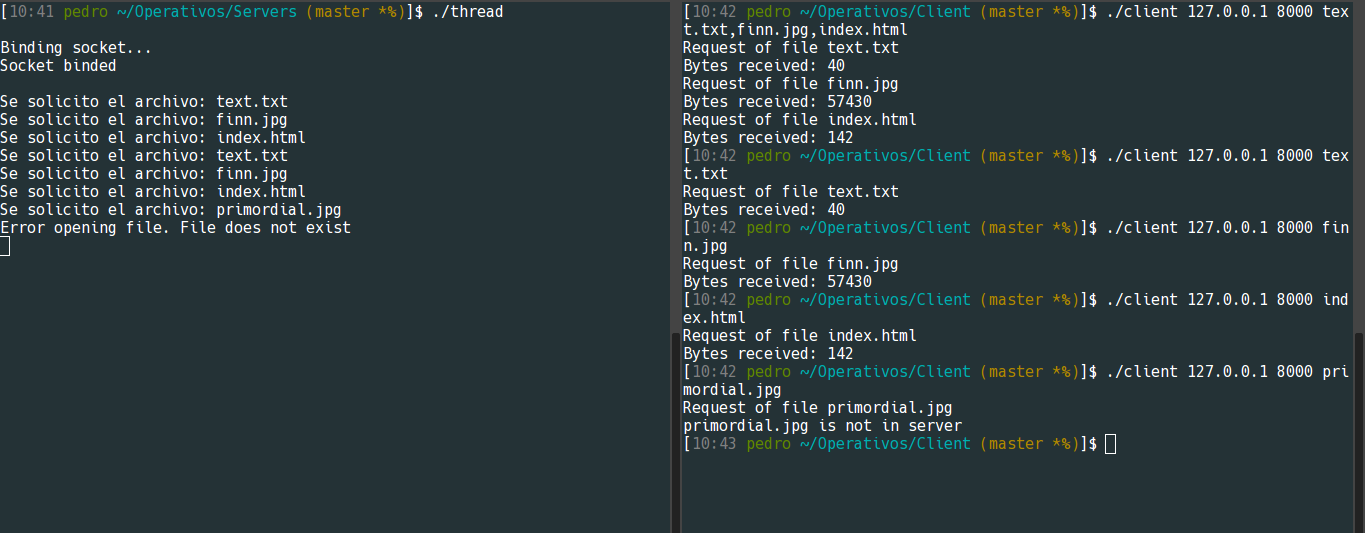 [10:41 pedro ~/Operativos/Servers (master *%)]$ ./thread
Binding socket...
Socket binded
Se solicito el archivo: text.txt
Se solicito el archivo: finn.jpg
Se solicito el archivo: index.html
Se solicito el archivo: text.txt
Se solicito el archivo: finn.jpg
Se solicito el archivo: index.html
Se solicito el archivo: primordial.jpg
Error opening file. File does not exist
[10:42 pedro ~/Operativos/Client (master *%)]$ ./client 127.0.0.1 8000 tex
t.txt,finn.jpg,index.html
Request of file text.txt
Bytes received: 40
Request of file finn.jpg
Bytes received: 57430
Request of file index.html
Bytes received: 142
[10:42 pedro ~/Operativos/Client (master *%)]$ ./client 127.0.0.1 8000 tex
t.txt
Request of file text.txt
Bytes received: 40
[10:42 pedro ~/Operativos/Client (master *%)]$ ./client 127.0.0.1 8000 fin
n.jpg
Request of file finn.jpg
Bytes received: 57430
[10:42 pedro ~/Operativos/Client (master *%)]$ ./client 127.0.0.1 8000 ind
ex.html
Request of file index.html
Bytes received: 142
[10:42 pedro ~/Operativos/Client (master *%)]$ ./client 127.0.0.1 8000 pri
mordial.jpg
Request of file primordial.jpg
primordial.jpg is not in server
[10:43 pedro ~/Operativos/Client (master *%)]$